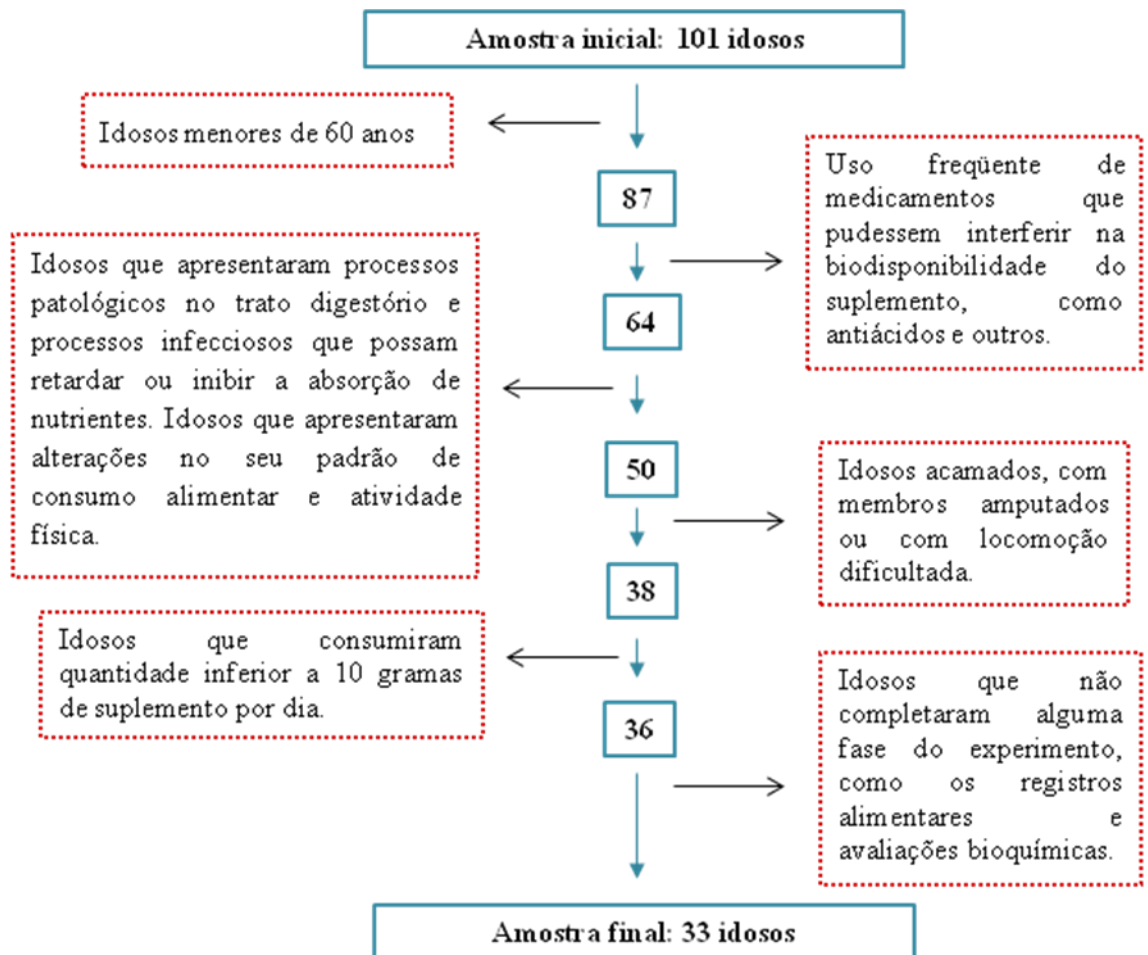 Amostra inicial: 101 idosos
Idosos menores de 60 anos
87
Uso freqüente de
medicamentos que
pudessem interferir na
biodisponibilidade do
suplemento, como
antiácidos e outros.
64
Idosos que apresentaram processos
patológicos no trato digestório e
processos infecciosos que possam
retardar ou inibir a absorção de
nutrientes. Idosos que apresentaram
alterações no seu padrão de
consumo alimentar e atividade
física.
50
Idosos acamados, com
membros amputados
ou com locomoção
dificultada.
38
Idosos que consumiram
quantidade inferior a 10 gramas
de suplemento por dia.
36
Idosos que não
completaram alguma
fase do experimento,
como os registros
alimentares e
avaliações bioquímicas.
Amostra final: 33 idosos